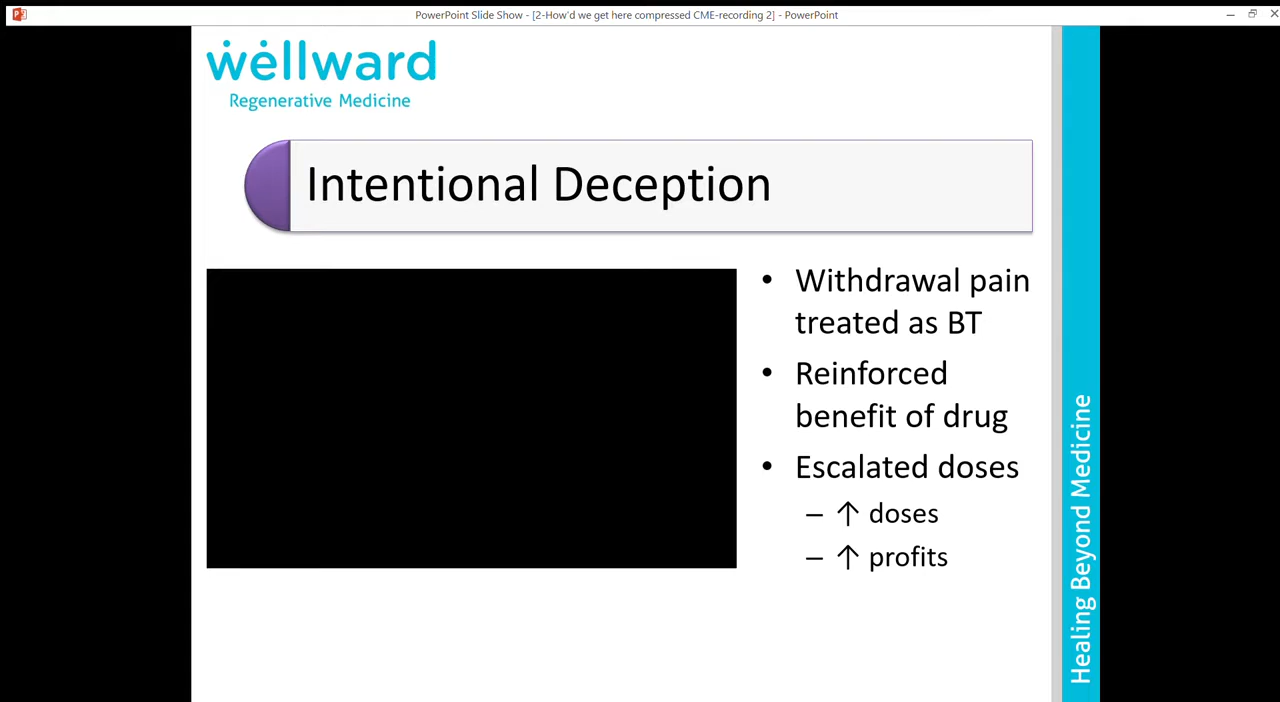 PowerPoint Slide Show - [2-How'd we get here compressed CME-recording 2] - PowerPoint
wellward
Regenerative Medicine
Intentional Deception
• Withdrawal pain
treated as BT
• Reinforced
benefit of drug
• Escalated doses
– ↑ doses
– ↑ profits
Healing Beyond Medicine